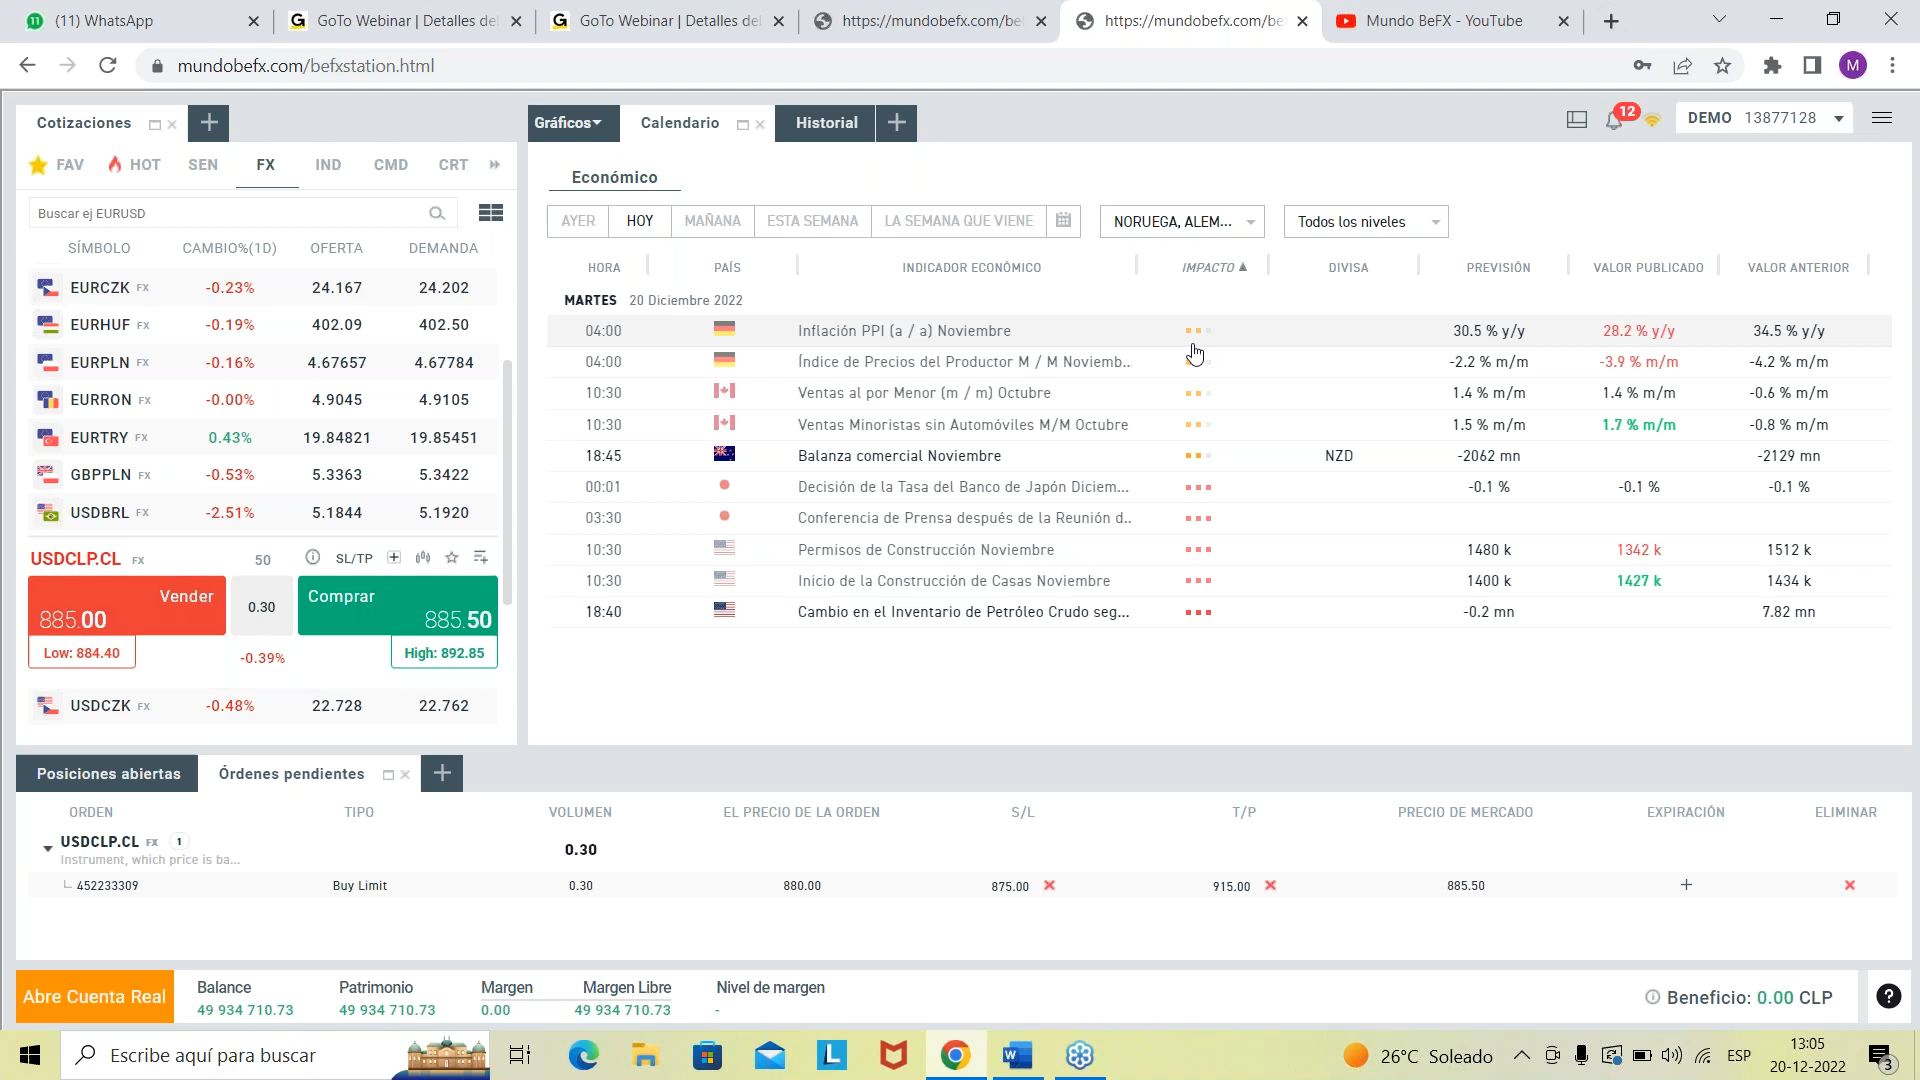 (11) WhatsApp
GoTo Webinar | Detalles del
GoTo Webinar | Detalles del
https://mundobefx.com/be
https://mundobefx.com/be
Mundo BeFX - YouTube
mundobefx.com/befxstation.html
M
Cotizaciones
Gráficos
Calendario
Historial
12
DEMO 13877128
FAV HOT SEN FX IND CMD CRT
Económico
Buscar ej EURUSD
AYER HOY MAÑANA ESTA SEMANA LA SEMANA QUE VIENE
NORUEGA, ALEM...
Todos los niveles
SÍMBOLO CAMBIO%(1D) OFERTA DEMANDA
HORA PAÍS INDICADOR ECONÓMICO IMPACTO DIVISA PREVISIÓN VALOR PUBLICADO VALOR ANTERIOR
MARTES 20 Diciembre 2022
EURCZK FX -0.23% 24.167 24.202
EURHUF FX -0.19% 402.09 402.50
EURPLN FX -0.16% 4.67657 4.67784
EURRON FX -0.00% 4.9045 4.9105
EURTRY FX 0.43% 19.84821 19.85451
GBPPLN FX -0.53% 5.3363 5.3422
USDBRL FX -2.51% 5.1844 5.1920
USDCLP.CL FX 50 SL/TP
Vender 0.30 Comprar
885.00 885.50
Low: 884.40 -0.39% High: 892.85
USDCZK FX -0.48% 22.728 22.762
04:00 Inflación PPI (a / a) Noviembre 30.5 % y/y 28.2 % y/y 34.5 % y/y
04:00 Índice de Precios del Productor M / M Noviemb... -2.2 % m/m -3.9 % m/m -4.2 % m/m
10:30 Ventas al por Menor (m / m) Octubre 1.4 % m/m 1.4 % m/m -0.6 % m/m
10:30 Ventas Minoristas sin Automóviles M/M Octubre 1.5 % m/m 1.7 % m/m -0.8 % m/m
18:45 Balanza comercial Noviembre NZD -2062 mn -2129 mn
00:01 Decisión de la Tasa del Banco de Japón Diciem... -0.1 % -0.1 % -0.1 %
03:30 Conferencia de Prensa después de la Reunión d...
10:30 Permisos de Construcción Noviembre 1480 k 1342 k 1512 k
10:30 Inicio de la Construcción de Casas Noviembre 1400 k 1427 k 1434 k
18:40 Cambio en el Inventario de Petróleo Crudo seg... -0.2 mn 7.82 mn
Posiciones abiertas
Órdenes pendientes
ORDEN TIPO VOLUMEN EL PRECIO DE LA ORDEN S/L T/P PRECIO DE MERCADO EXPIRACIÓN ELIMINAR
USDCLP.CL FX 1 0.30
Instrument, which price is ba...
452233309 Buy Limit 0.30 880.00 875.00 915.00 885.50
Abre Cuenta Real
Balance Patrimonio Margen Margen Libre Nivel de margen
49 934 710.73 49 934 710.73 0.00 49 934 710.73 -
Beneficio: 0.00 CLP
Escribe aquí para buscar
26°C Soleado
ESP
13:05
20-12-2022
3